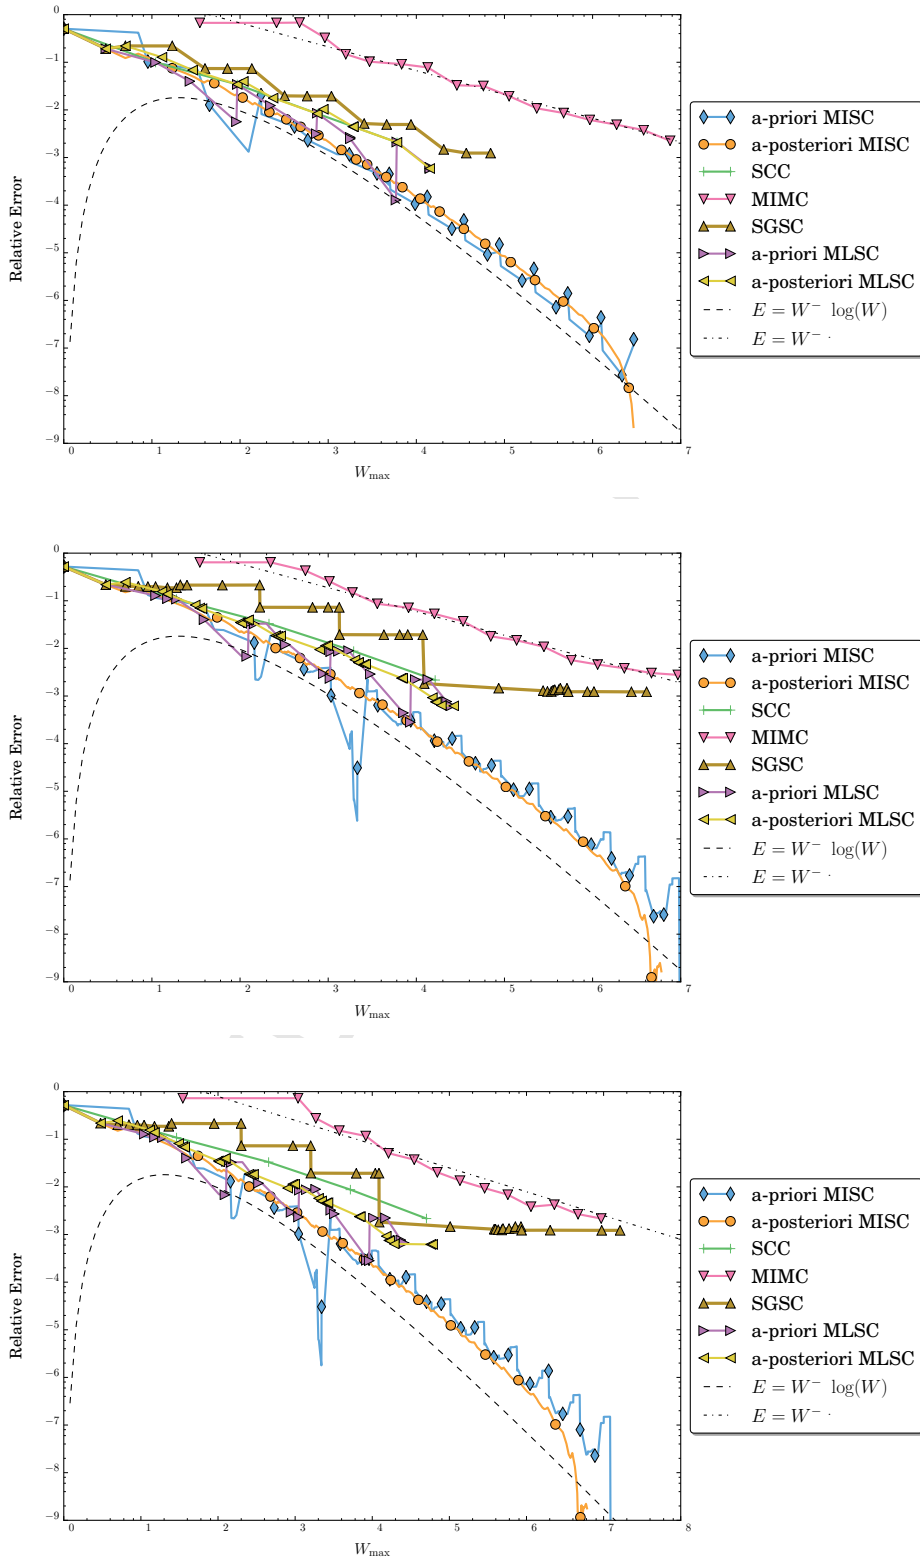 0
−1
−2
−3
−4
−5
−6
−7
−8
−9
Relative Error
0 1 2 3 4 5 6 7
W_max
a-priori MISC
a-posteriori MISC
SCC
MIMC
SGSC
a-priori MLSC
a-posteriori MLSC
E = W⁻ log(W)
E = W⁻ ·
0
−1
−2
−3
−4
−5
−6
−7
−8
−9
Relative Error
0 1 2 3 4 5 6 7
W_max
a-priori MISC
a-posteriori MISC
SCC
MIMC
SGSC
a-priori MLSC
a-posteriori MLSC
E = W⁻ log(W)
E = W⁻ ·
0
−1
−2
−3
−4
−5
−6
−7
−8
−9
Relative Error
0 1 2 3 4 5 6 7 8
W_max
a-priori MISC
a-posteriori MISC
SCC
MIMC
SGSC
a-priori MLSC
a-posteriori MLSC
E = W⁻ log(W)
E = W⁻ ·